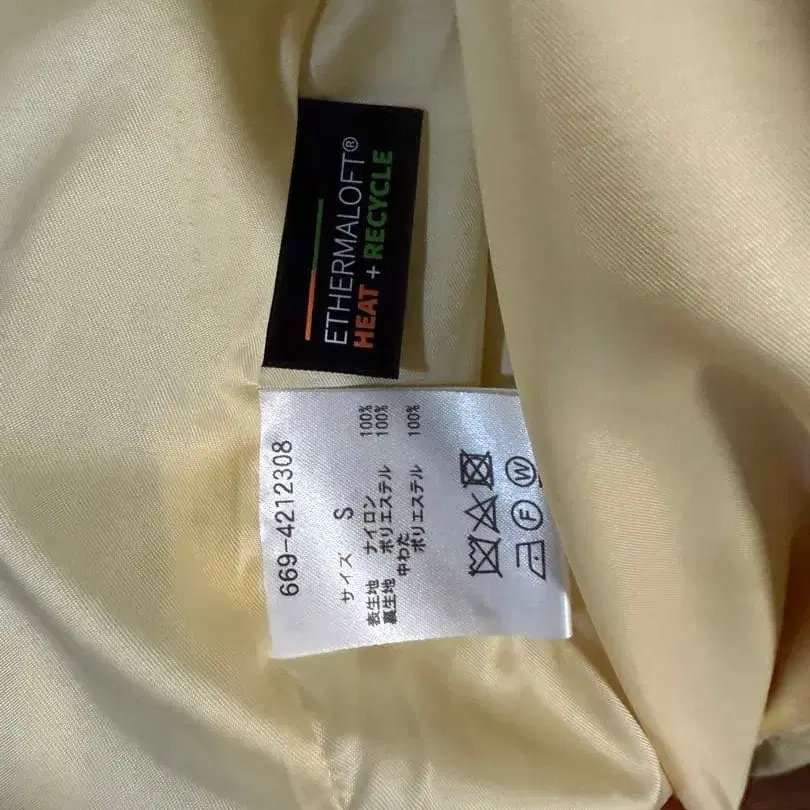 ETHERMALOFT®
HEAT + RECYCLE
669-4212308
サイズ S
表生地 ナイロン 100%
裏生地 ポリエステル 100%
中わた
ポリエステル 100%
F
W